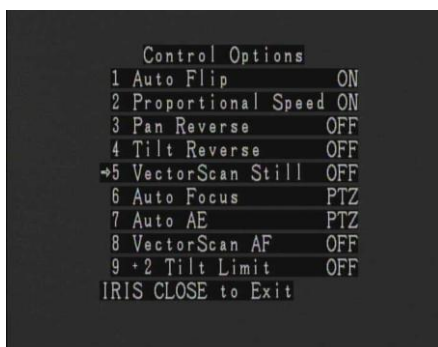 Control Options
1 Auto Flip ON
2 Proportional Speed ON
3 Pan Reverse OFF
4 Tilt Reverse OFF
→5 VectorScan Still OFF
6 Auto Focus PTZ
7 Auto AE PTZ
8 VectorScan AF OFF
9 +2 Tilt Limit OFF
IRIS CLOSE to Exit